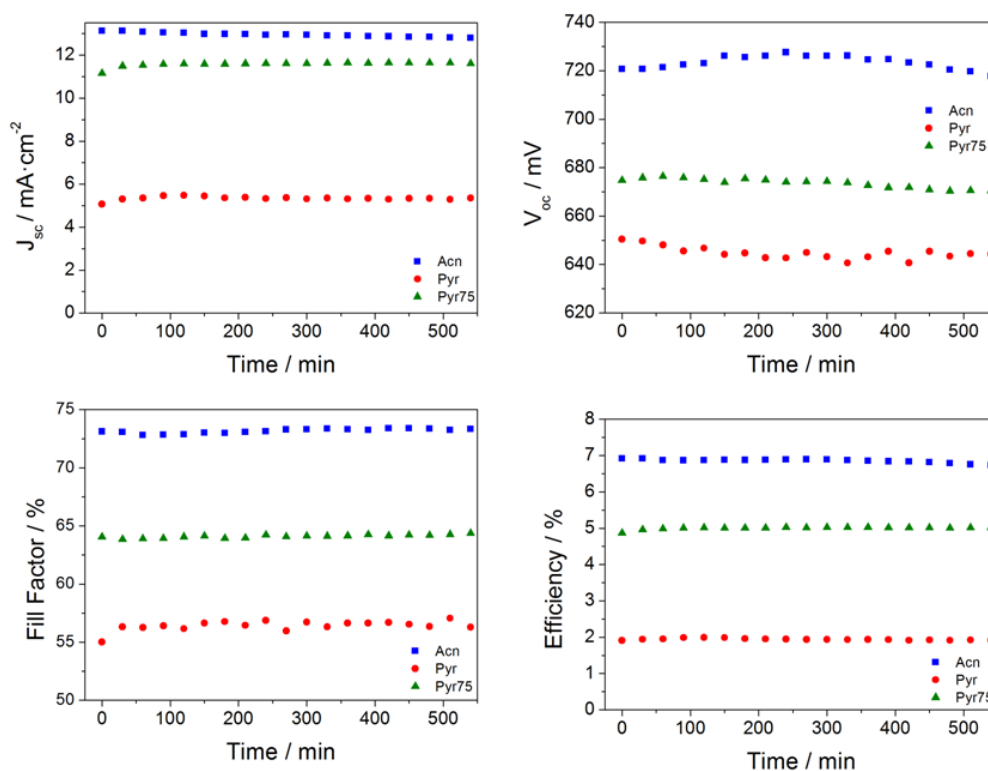 14
12
10
8
6
4
2
0
J_sc / mA·cm^-2
Acn
Pyr
Pyr75
0 100 200 300 400 500
Time / min
740
720
700
680
660
640
620
V_oc / mV
Acn
Pyr
Pyr75
0 100 200 300 400 500
Time / min
75
70
65
60
55
50
Fill Factor / %
Acn
Pyr
Pyr75
0 100 200 300 400 500
Time / min
8
7
6
5
4
3
2
1
0
Efficiency / %
Acn
Pyr
Pyr75
0 100 200 300 400 500
Time / min